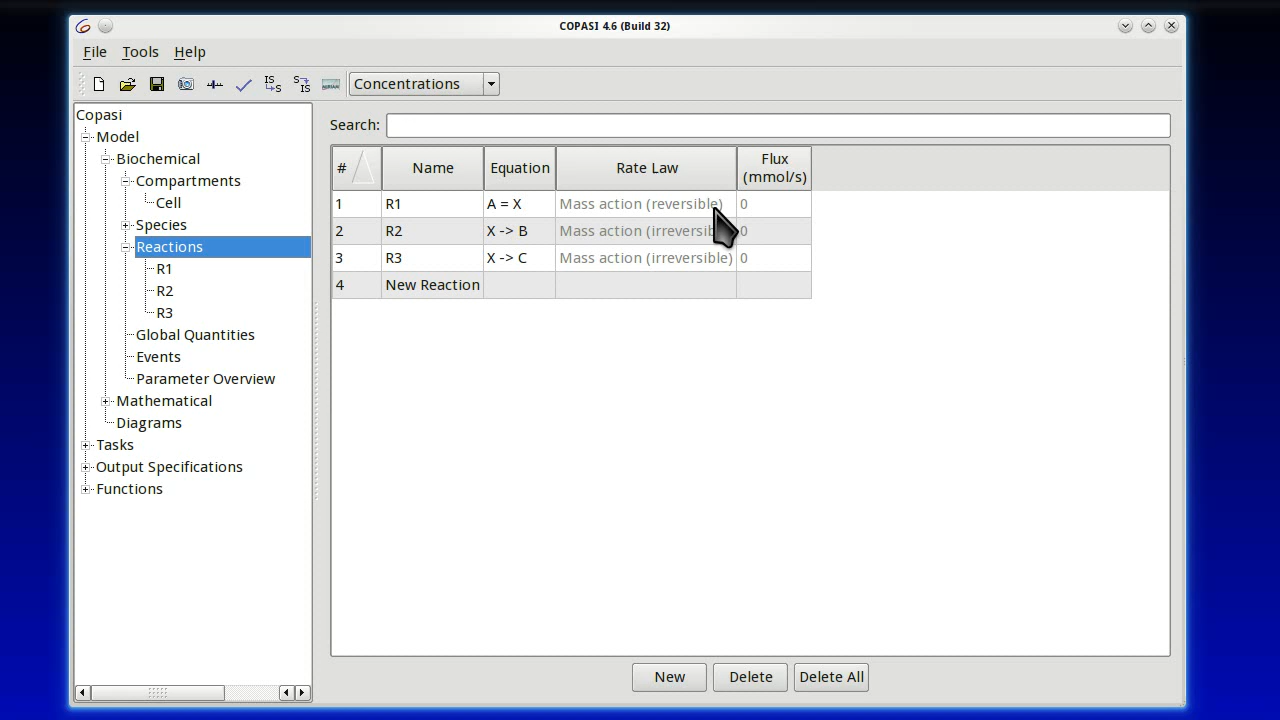 COPASI 4.6 (Build 32)
File Tools Help
IS S S IS MIRIAM Concentrations
Copasi
Model
Biochemical
Compartments
Cell
Species
Reactions
R1
R2
R3
Global Quantities
Events
Parameter Overview
Mathematical
Diagrams
Tasks
Output Specifications
Functions
Search:
# Name Equation Rate Law Flux
(mmol/s)
1 R1 A = X Mass action (reversible) 0
2 R2 X -> B Mass action (irreversib 0
3 R3 X -> C Mass action (irreversible) 0
4 New Reaction
New Delete Delete All